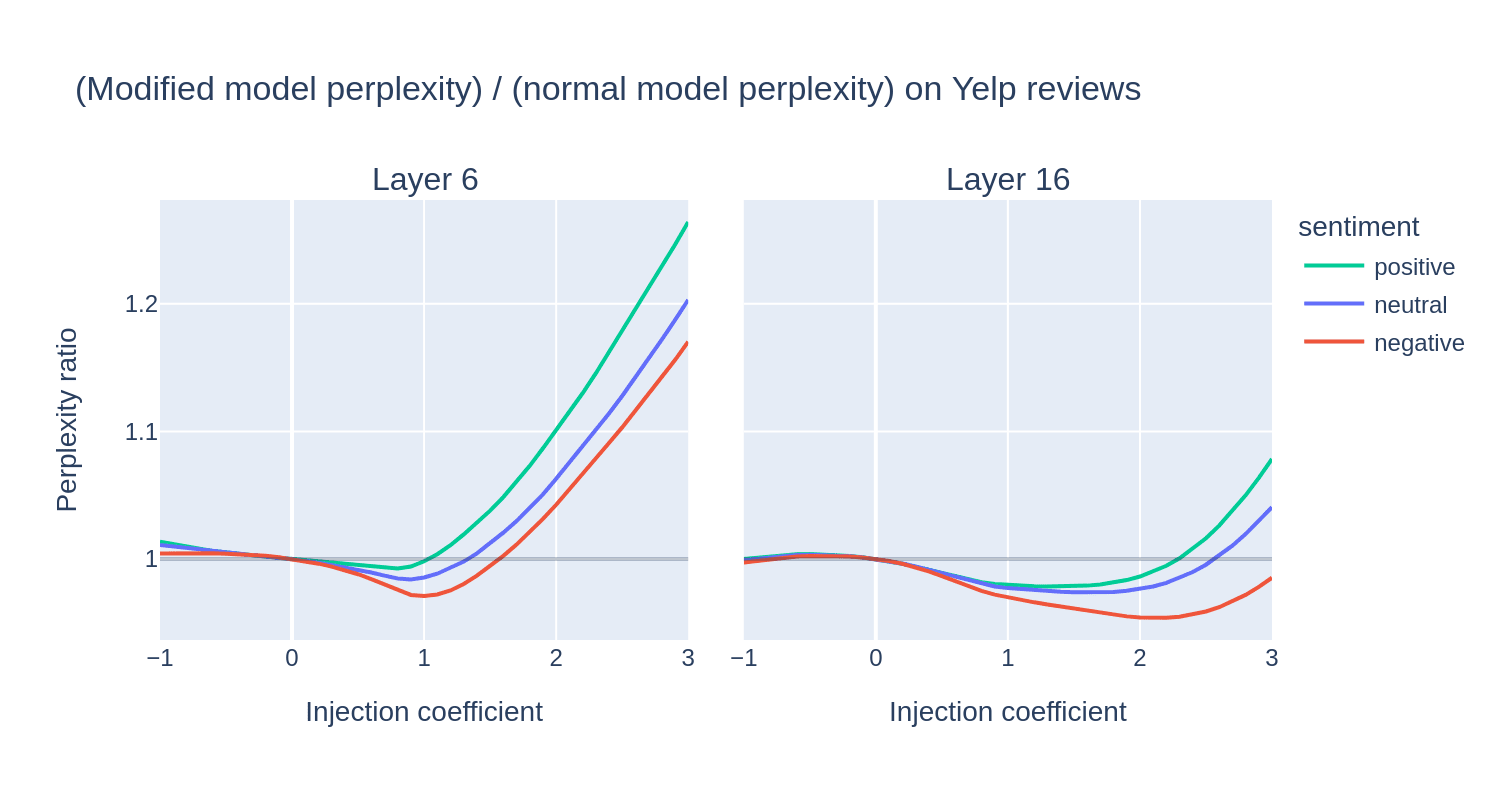 (Modified model perplexity) / (normal model perplexity) on Yelp reviews
Layer 6
Layer 16
sentiment
positive
neutral
negative
Perplexity ratio
1.2
1.1
1
−1
0
1
2
3
−1
0
1
2
3
Injection coefficient
Injection coefficient